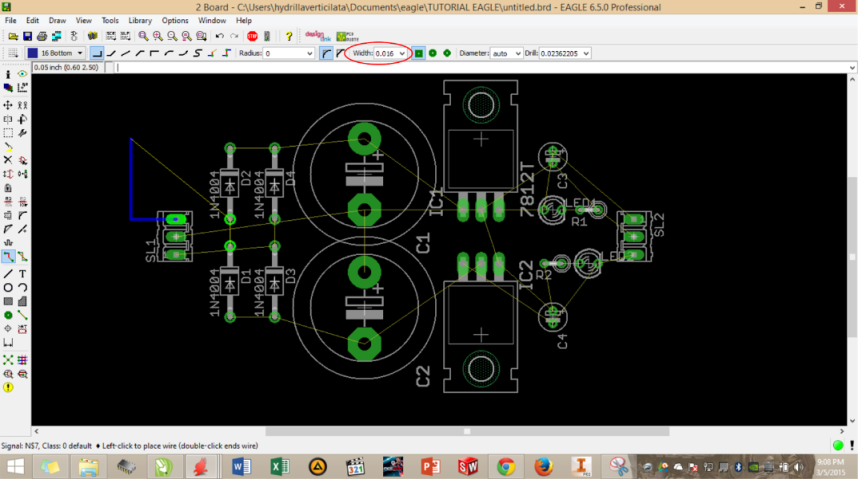 2 Board - C:\Users\hydrillaverticilata\Documents\eagle\TUTORIAL EAGLE\untitled.brd - EAGLE 6.5.0 Professional
File Edit Draw View Tools Library Options Window Help
design link
16 Bottom Radius: 0 Width: 0.016 Diameter: auto Drill: 0.02362205
0.05 inch (0.60 2.50)
D2 D4
1N4004 1N4004
C1
IC1
7812T
C3
LED1
R1
SL1
SL2
1N4004 D1 1N4004 D3
C2
IC2
R2
C4
Signal: N$7, Class: 0 default ♦ Left-click to place wire (double-click ends wire)
321
9:08 PM
3/5/2015